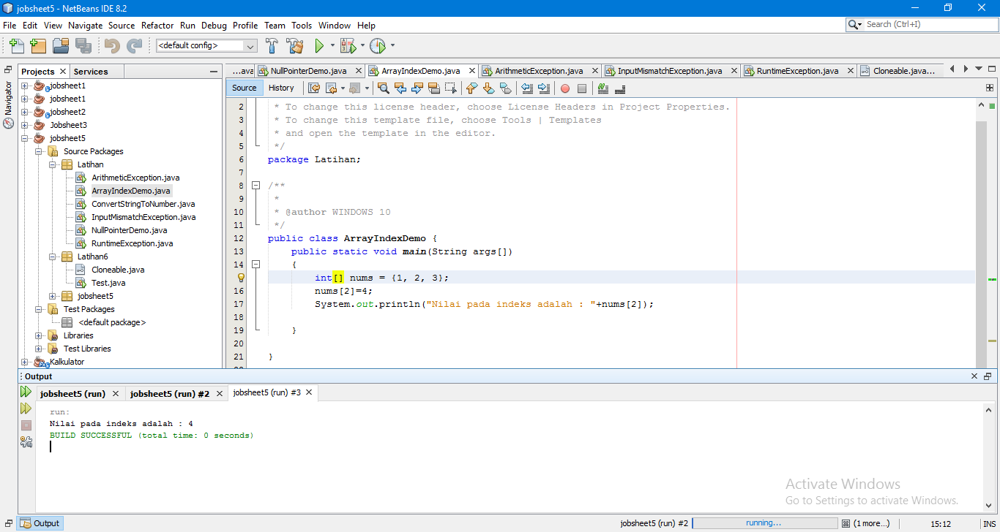 jobsheet5 - NetBeans IDE 8.2
File Edit View Navigate Source Refactor Run Debug Profile Team Tools Window Help
Search (Ctrl+I)
<default config>
Projects Services
Navigator
jobsheet1
jobsheet1
jobsheet2
Jobsheet3
jobsheet5
Source Packages
Latihan
ArithmeticException.java
ArrayIndexDemo.java
ConvertStringToNumber.java
InputMismatchException.java
NullPointerDemo.java
RuntimeException.java
Latihan6
Cloneable.java
Test.java
jobsheet5
Test Packages
<default package>
Libraries
Test Libraries
Kalkulator
...ava NullPointerDemo.java ArrayIndexDemo.java ArithmeticException.java InputMismatchException.java RuntimeException.java Cloneable.java...
Source History
2 * To change this license header, choose License Headers in Project Properties.
3 * To change this template file, choose Tools | Templates
4 * and open the template in the editor.
5 */
6 package Latihan;
7
8 /**
9 *
10 * @author WINDOWS 10
11 */
12 public class ArrayIndexDemo {
13 public static void main(String args[])
14 {
int[] nums = {1, 2, 3};
16 nums[2]=4;
17 System.out.println("Nilai pada indeks adalah : "+nums[2]);
18
19 }
20
21 }
Output
jobsheet5 (run) jobsheet5 (run) #2 jobsheet5 (run) #3
run:
Nilai pada indeks adalah : 4
BUILD SUCCESSFUL (total time: 0 seconds)
Activate Windows
Go to Settings to activate Windows.
Output
jobsheet5 (run) #2 running... (1 more...) 15:12 INS